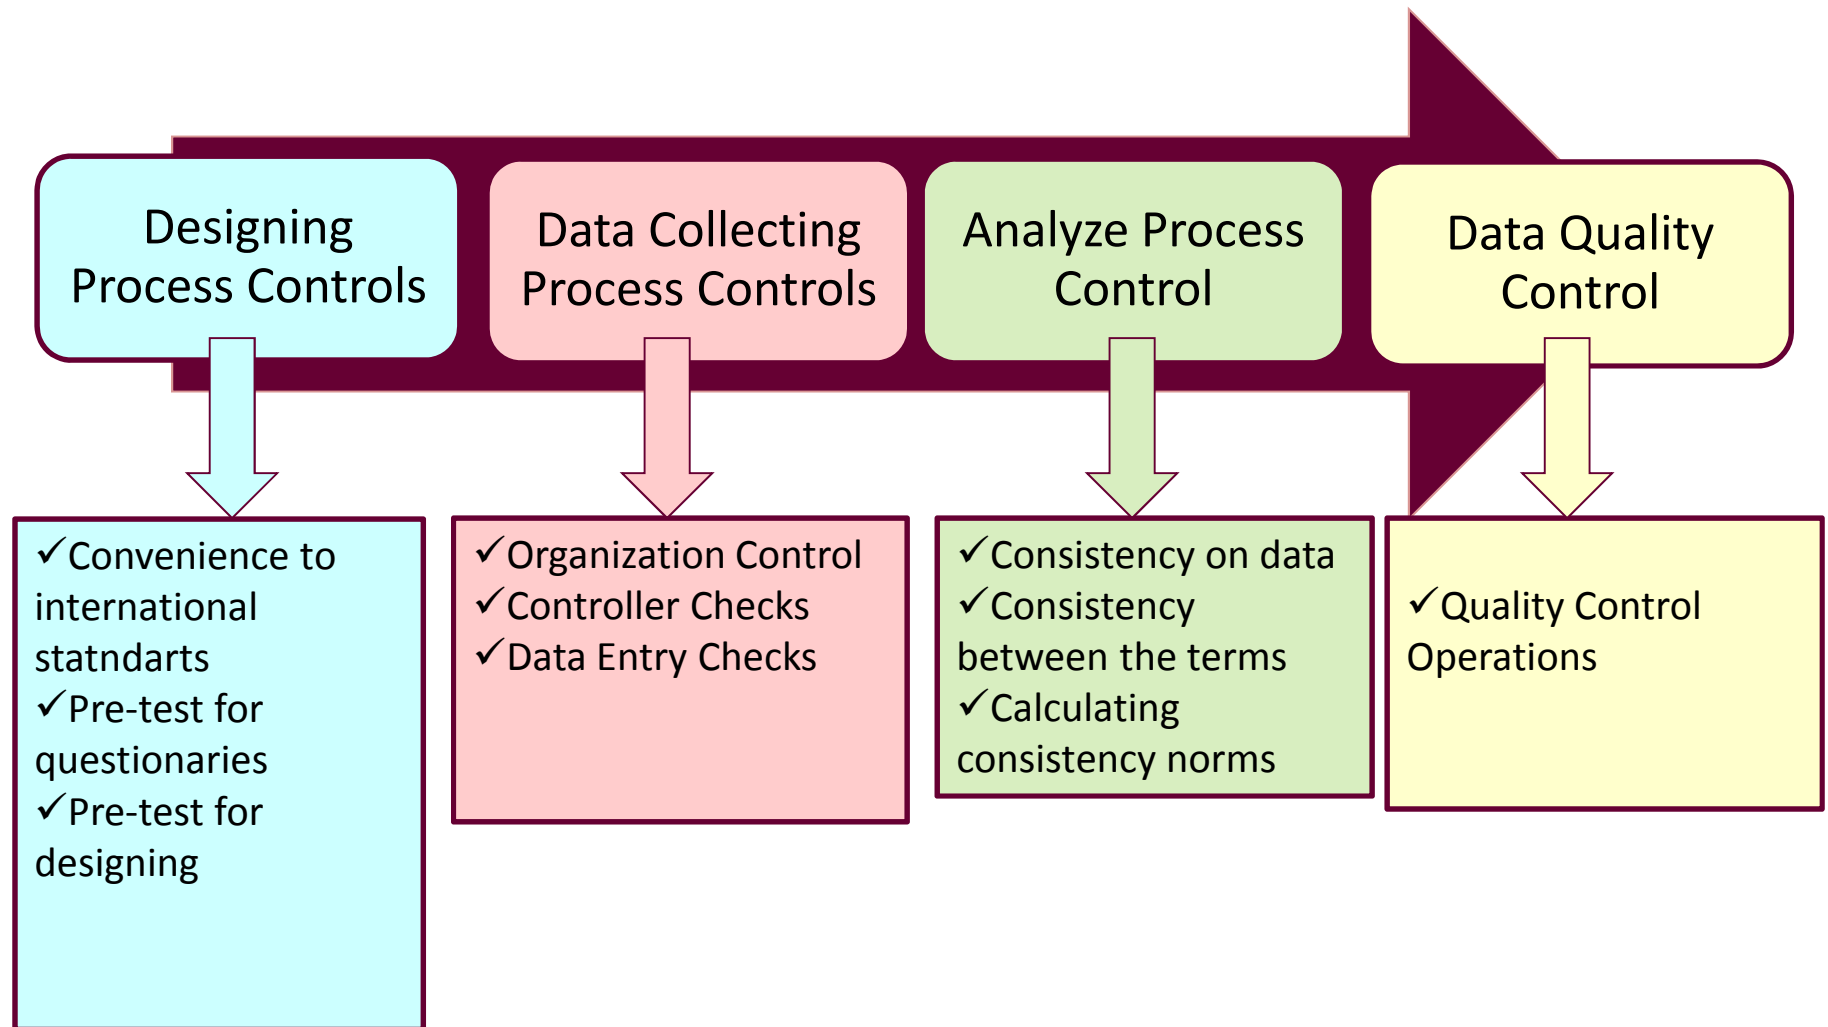 Designing
Process Controls
Data Collecting
Process Controls
Analyze Process
Control
Data Quality
Control
✓Convenience to
international
statndarts
✓Pre-test for
questionaries
✓Pre-test for
designing
✓Organization Control
✓Controller Checks
✓Data Entry Checks
✓Consistency on data
✓Consistency
between the terms
✓Calculating
consistency norms
✓Quality Control
Operations